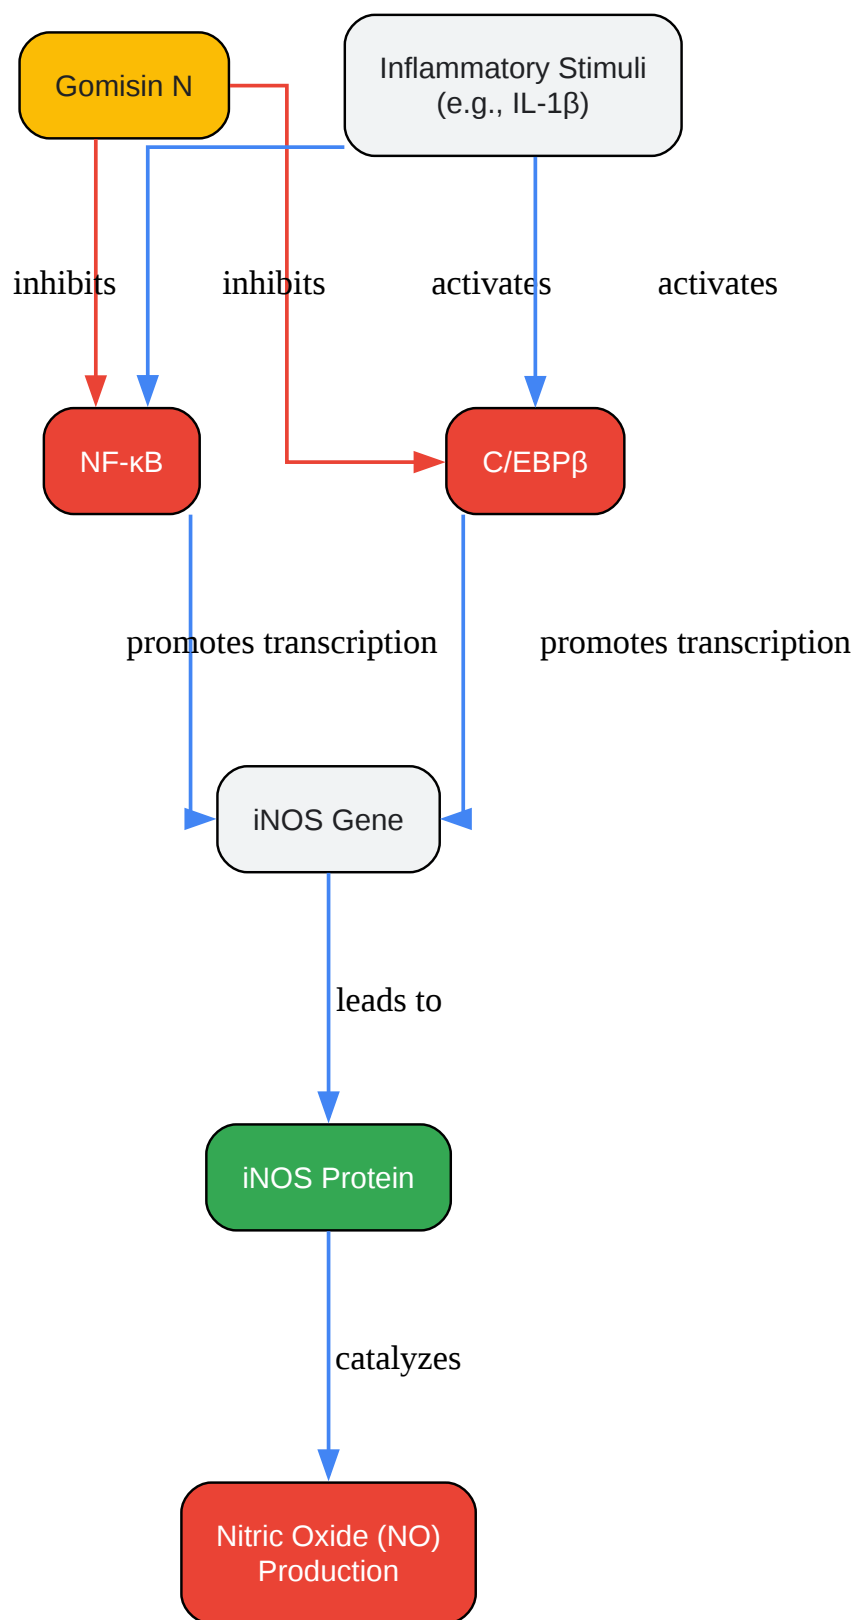 Gomisin N
Inflammatory Stimuli
(e.g., IL-1β)
inhibits
inhibits
activates
activates
NF-κB
C/EBPβ
promotes transcription
promotes transcription
iNOS Gene
leads to
iNOS Protein
catalyzes
Nitric Oxide (NO)
Production